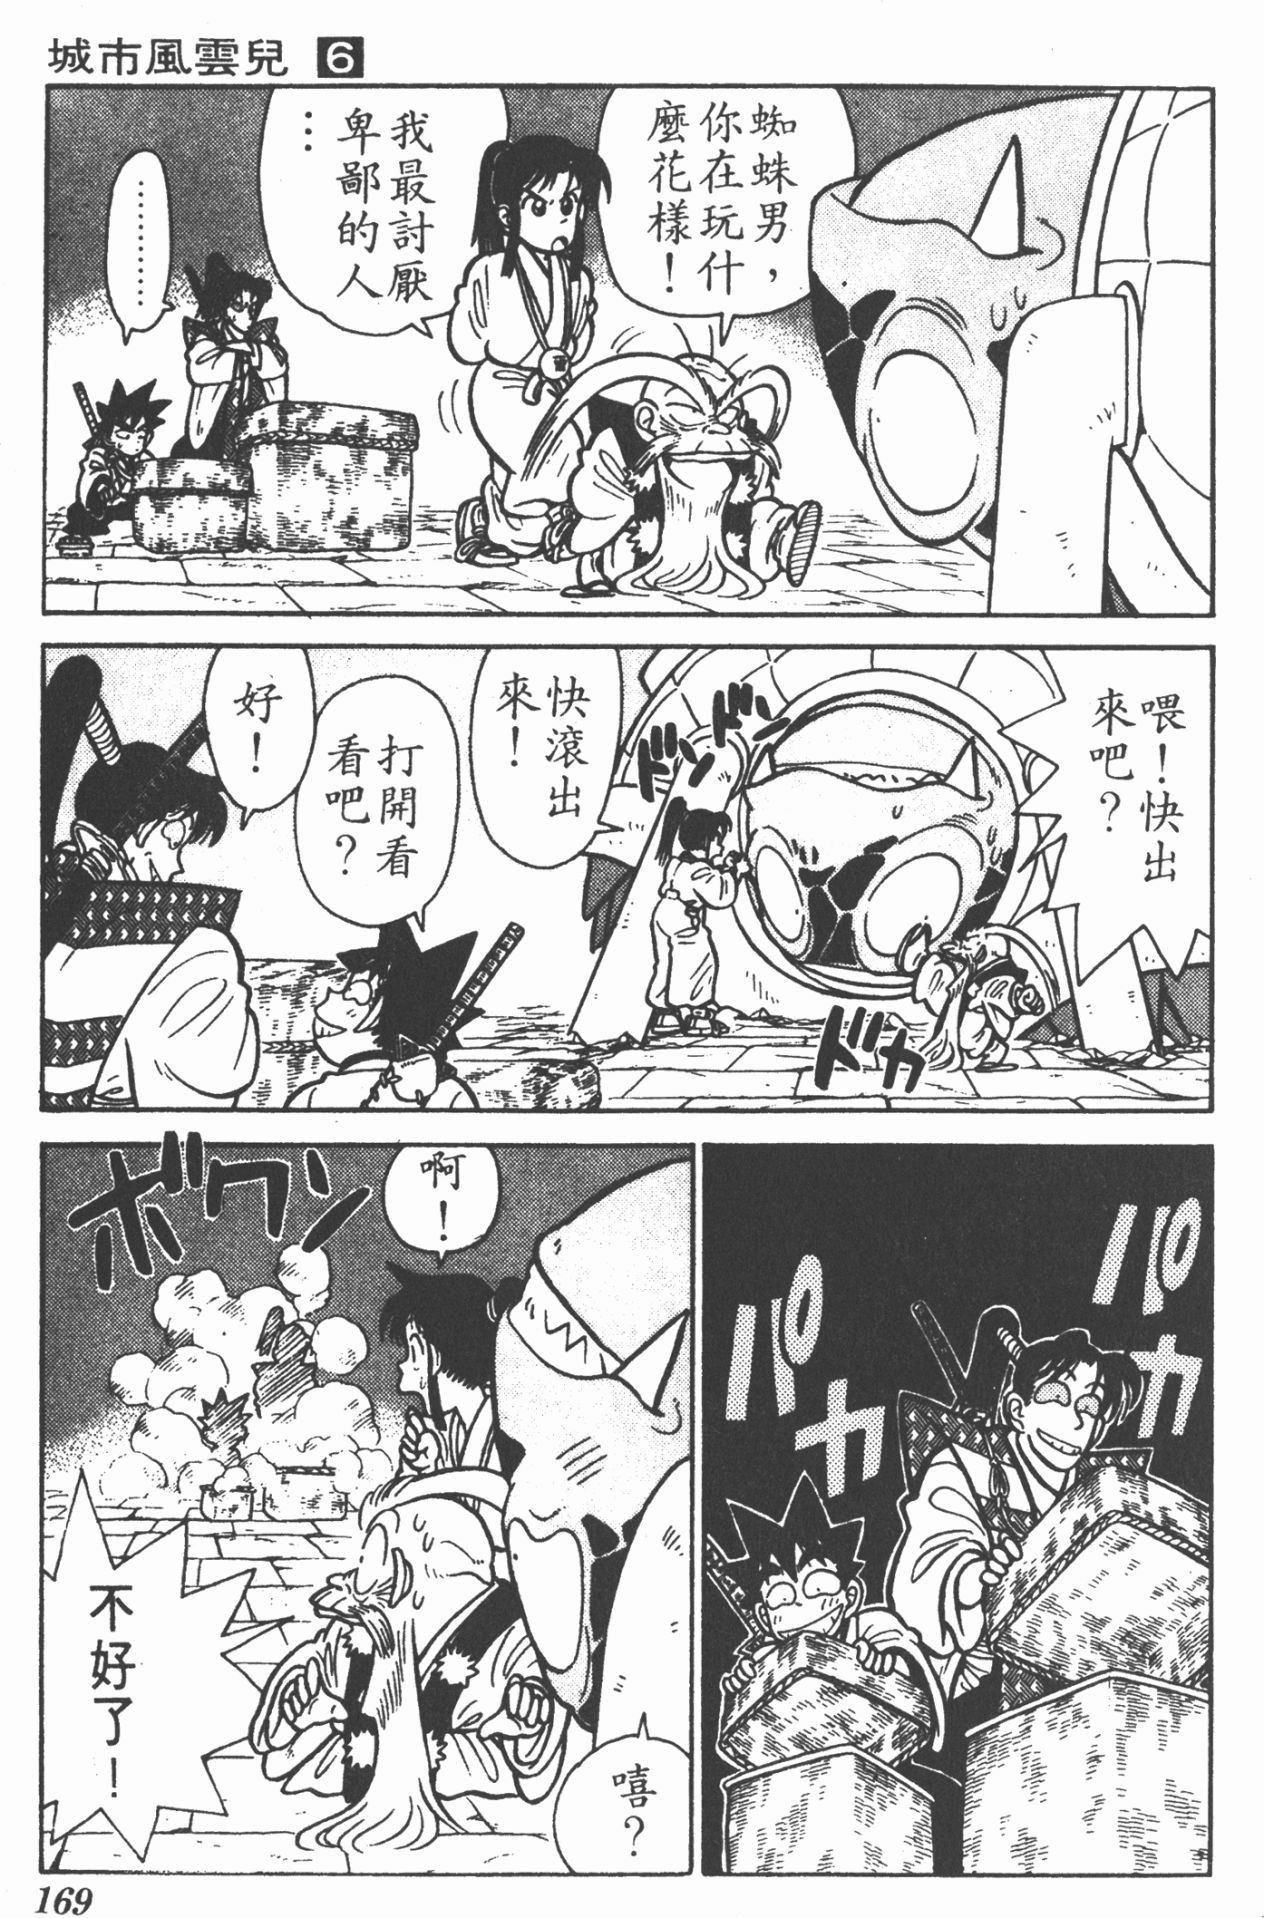 城市風雲兒 6
蜘蛛男，
你在玩什
麼花樣！
我最討厭
卑鄙的人
…
………
喂！快出
來吧？
快滾出
來！
打開看
看吧？
好！
ドンドン
ドカ
パカ
パカ
啊！
ボワン
嘻？
不好了！
169